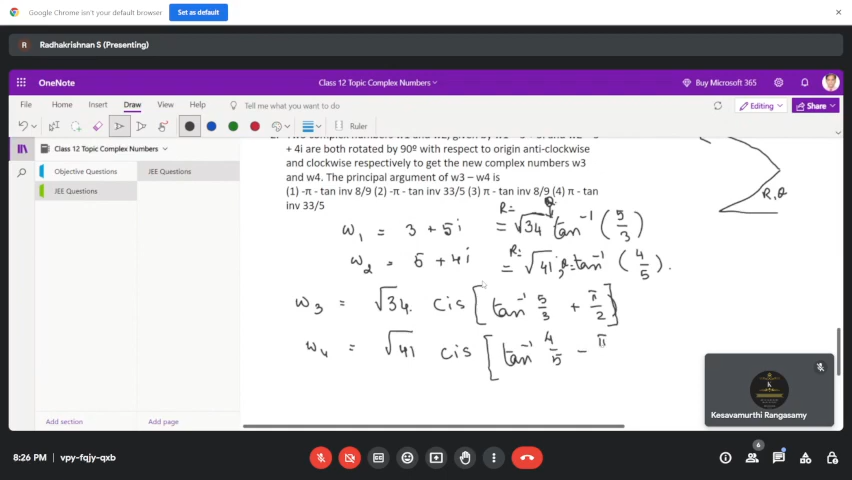 Google Chrome isn't your default browser Set as default
R Radhakrishnan S (Presenting)
OneNote Class 12 Topic Complex Numbers Buy Microsoft 365
File Home Insert Draw View Help Tell me what you want to do Editing Share
Ruler
Class 12 Topic Complex Numbers
Objective Questions
JEE Questions
JEE Questions
+ 4i are both rotated by 90º with respect to origin anti-clockwise
and clockwise respectively to get the new complex numbers w3
and w4. The principal argument of w3 – w4 is
(1) -π - tan inv 8/9 (2) -π - tan inv 33/5 (3) π - tan inv 8/9 (4) π - tan
inv 33/5
R, θ
w₁ = 3 + 5i R= = √34 θ tan⁻¹ (5/3)
w₂ = 5 + 4i R= = √41; θ= tan⁻¹ (4/5).
w₃ = √34. cis [tan⁻¹ 5/3 + π/2]
w₄ = √41 cis [tan⁻¹ 4/5 - π
Add section Add page
K
Kesavamurthi Rangasamy
8:26 PM vpy-fqjy-qxb
6